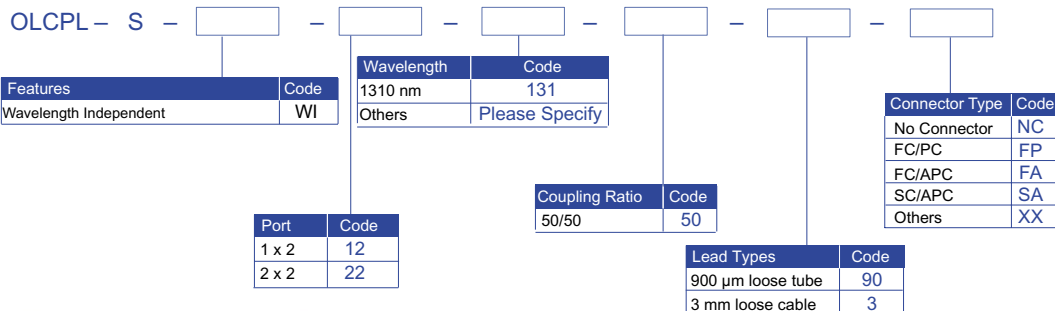 OLCPL – S – – – – – –
Features Code
Wavelength Independent WI
Wavelength Code
1310 nm 131
Others Please Specify
Connector Type Code
No Connector NC
FC/PC FP
FC/APC FA
SC/APC SA
Others XX
Coupling Ratio Code
50/50 50
Port Code
1 x 2 12
2 x 2 22
Lead Types Code
900 μm loose tube 90
3 mm loose cable 3